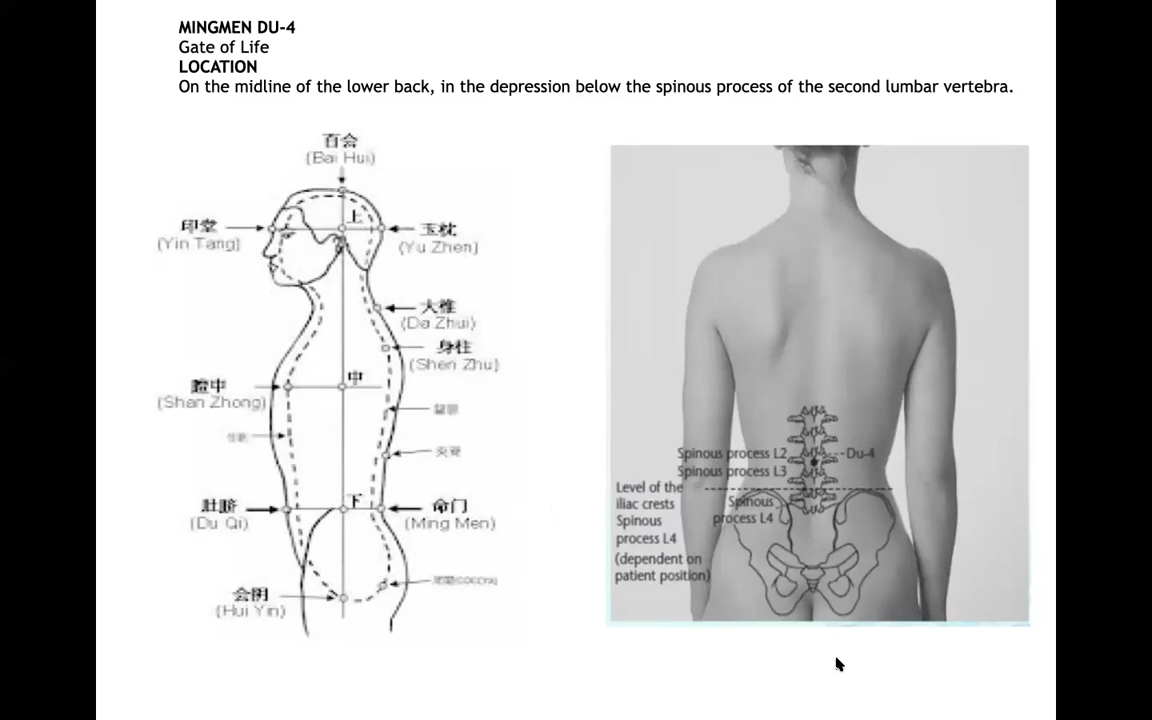 MINGMEN DU-4
Gate of Life
LOCATION
On the midline of the lower back, in the depression below the spinous process of the second lumbar vertebra.
百会
(Bai Hui)
印堂
(Yin Tang)
上
玉枕
(Yu Zhen)
大椎
(Da Zhui)
身柱
(Shen Zhu)
膻中
(Shan Zhong)
中
夹脊
肚脐
(Du Qi)
下
命门
(Ming Men)
会阴
(Hui Yin)
Spinous process L2
Du-4
Spinous process L3
Level of the
iliac crests
Spinous
process L4
(dependent on
patient position)
Spinous
process L4